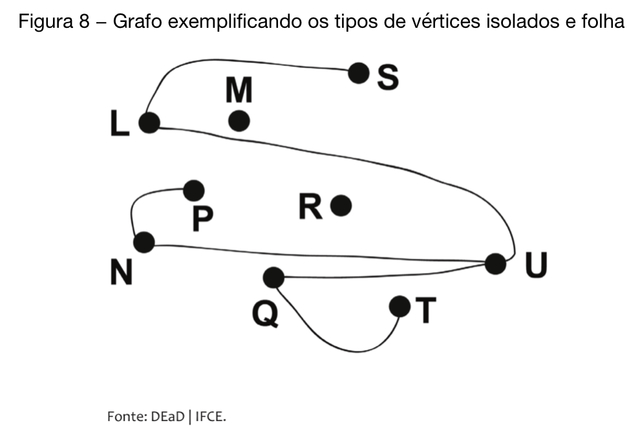 Figura 8 – Grafo exemplificando os tipos de vértices isolados e folha
S
M
L
P
R
N
U
Q
T
Fonte: DEaD | IFCE.